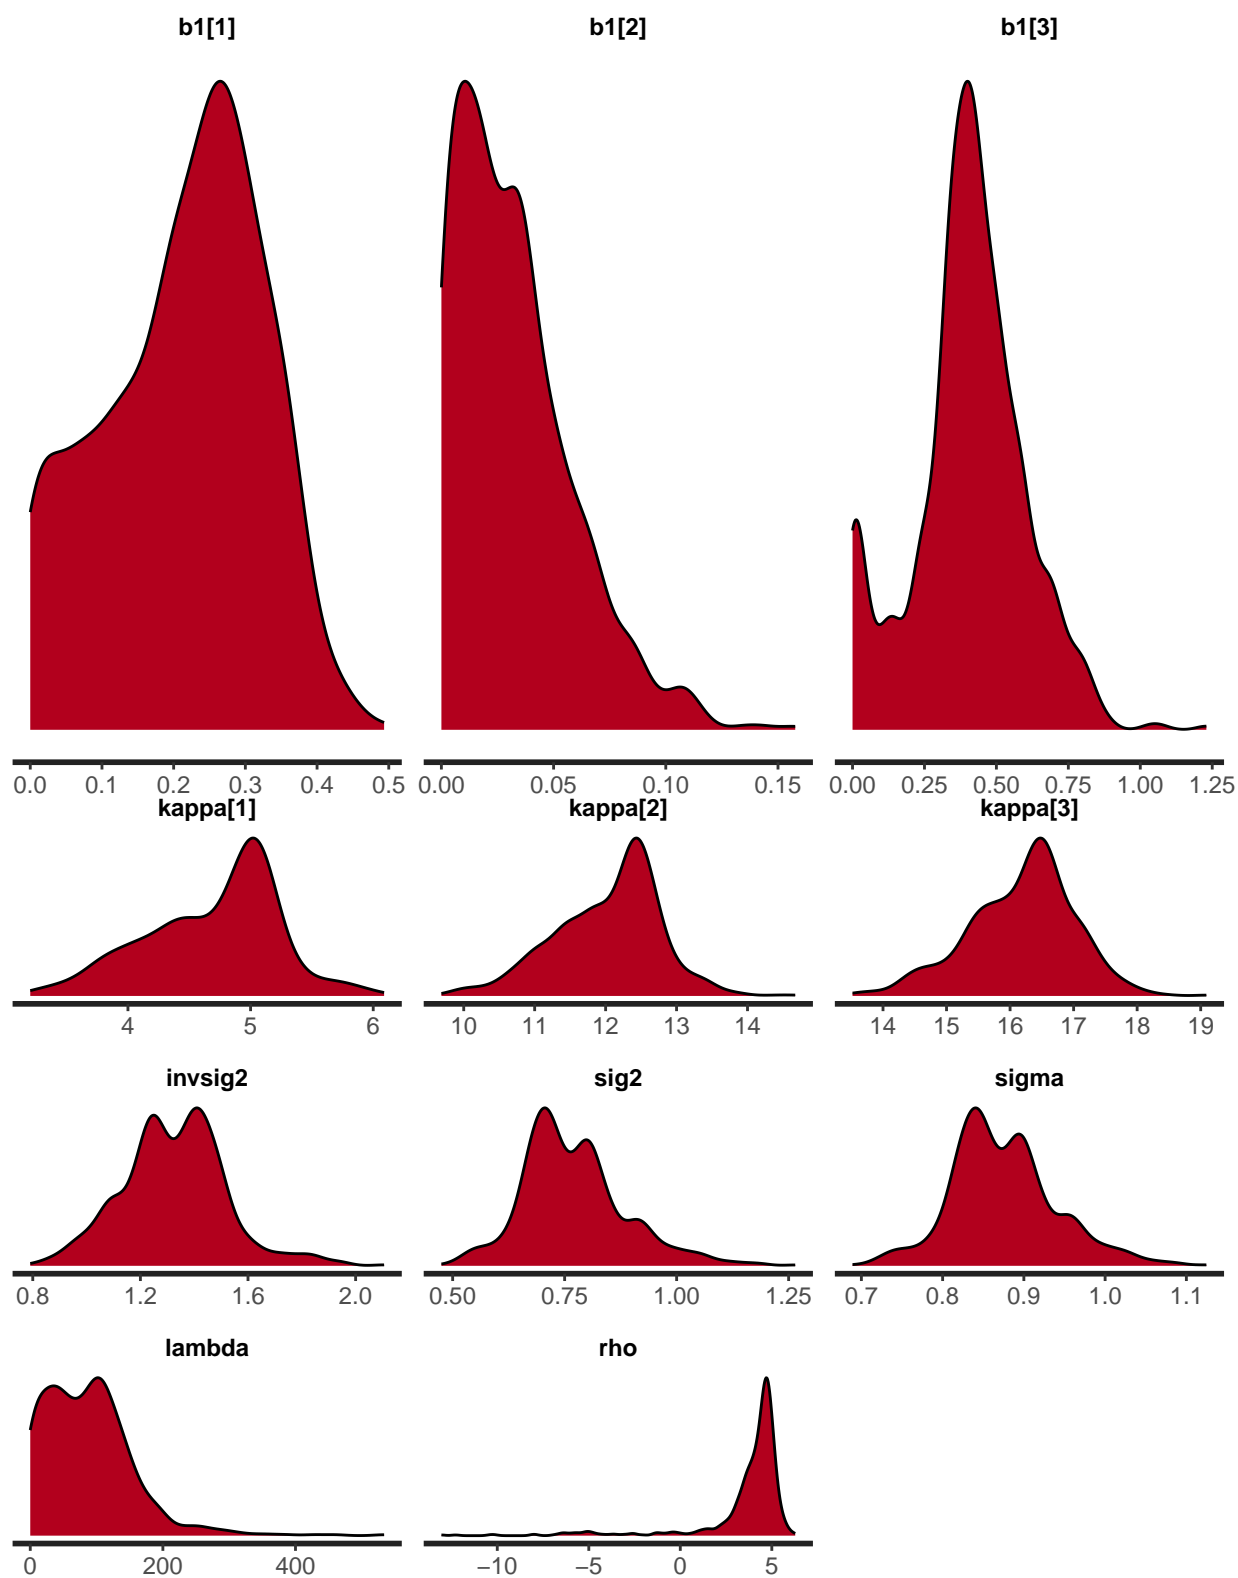 b1[1] b1[2] b1[3]
0.0 0.1 0.2 0.3 0.4 0.5 0.00 0.05 0.10 0.15 0.00 0.25 0.50 0.75 1.00 1.25
kappa[1] kappa[2] kappa[3]
4 5 6 10 11 12 13 14 14 15 16 17 18 19
invsig2 sig2 sigma
0.8 1.2 1.6 2.0 0.50 0.75 1.00 1.25 0.7 0.8 0.9 1.0 1.1
lambda rho
0 200 400 −10 −5 0 5